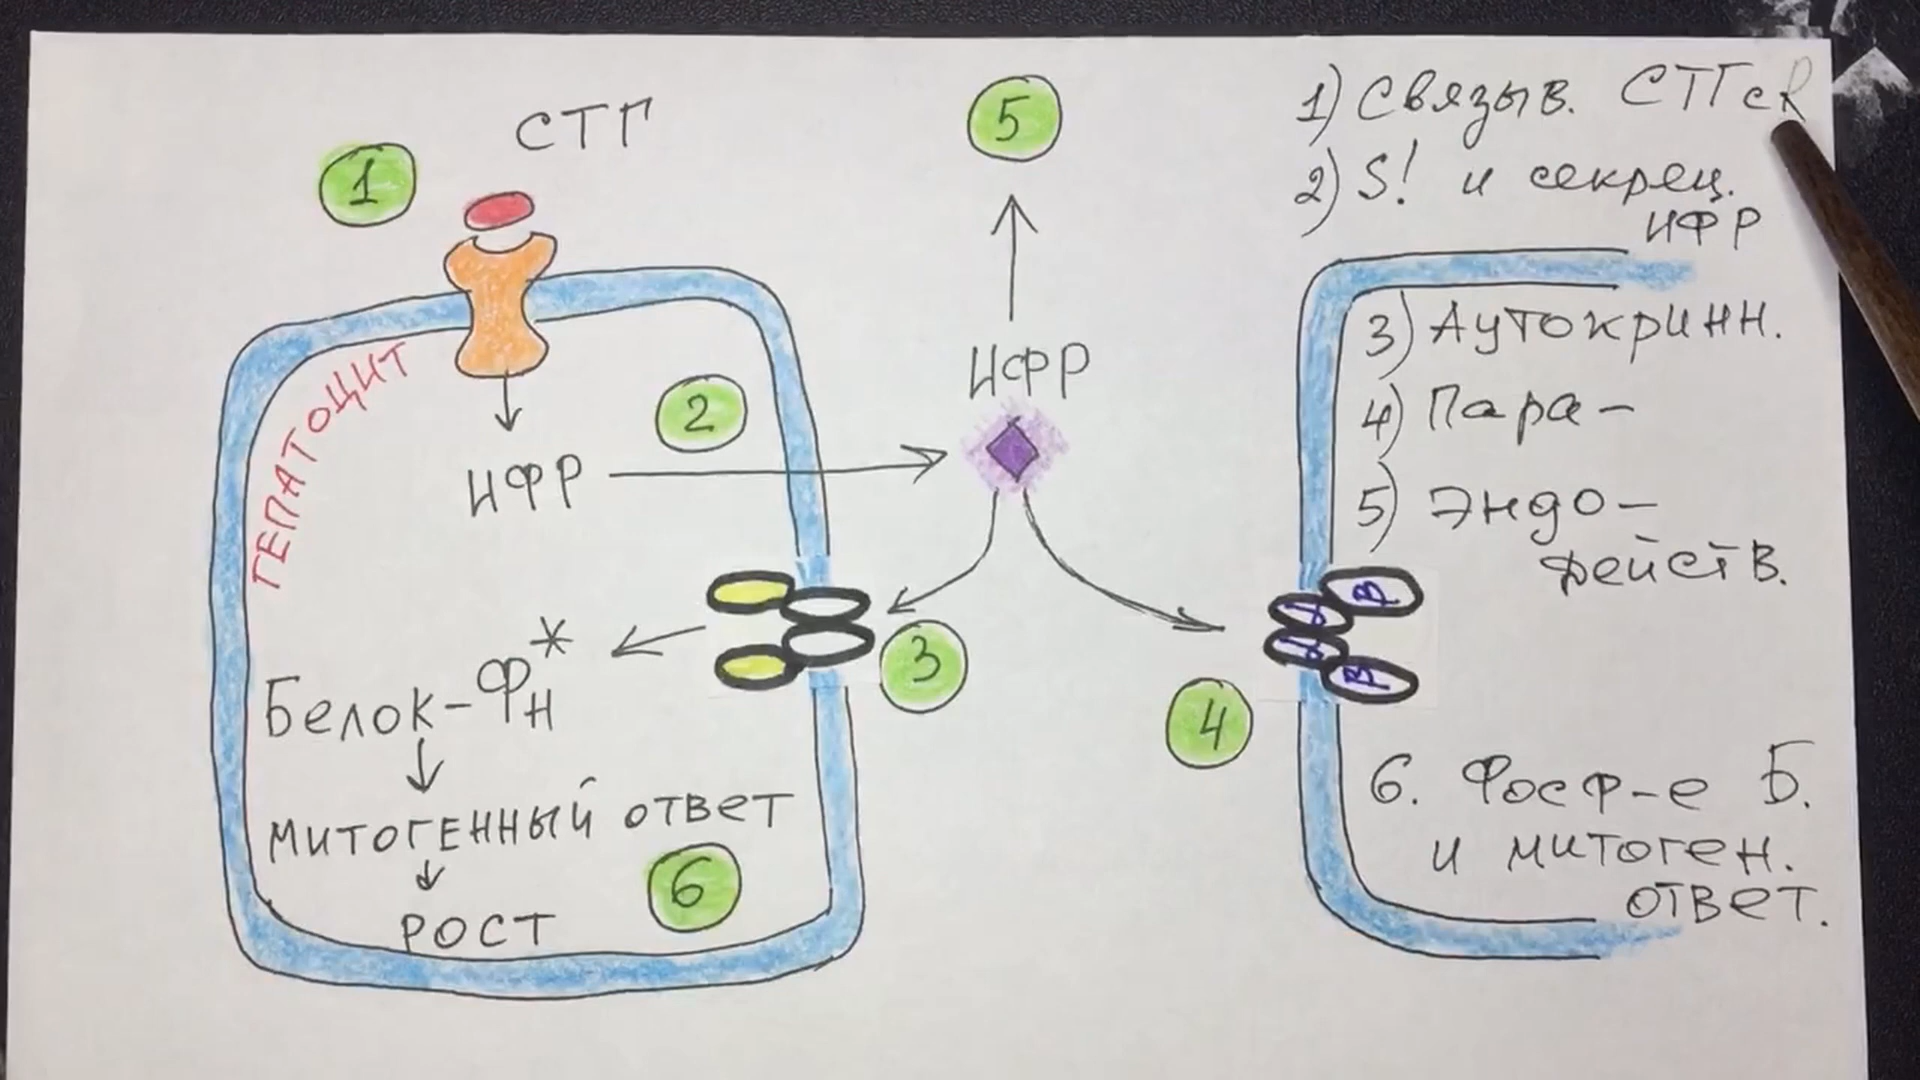 СТГ
1
ГЕПАТОЦИТ
ИФР
2
ИФР
5
3
4
Белок-ФН*
МИТОГЕННЫЙ ОТВЕТ
6
РОСТ
1) Связыв. СТГ с R
2) S! и секрец.
ИФР
3) Аутокринн.
4) Пара-
5) Эндо-
действ.
α β
α β
6. Фосф-е Б.
и митоген.
ответ.